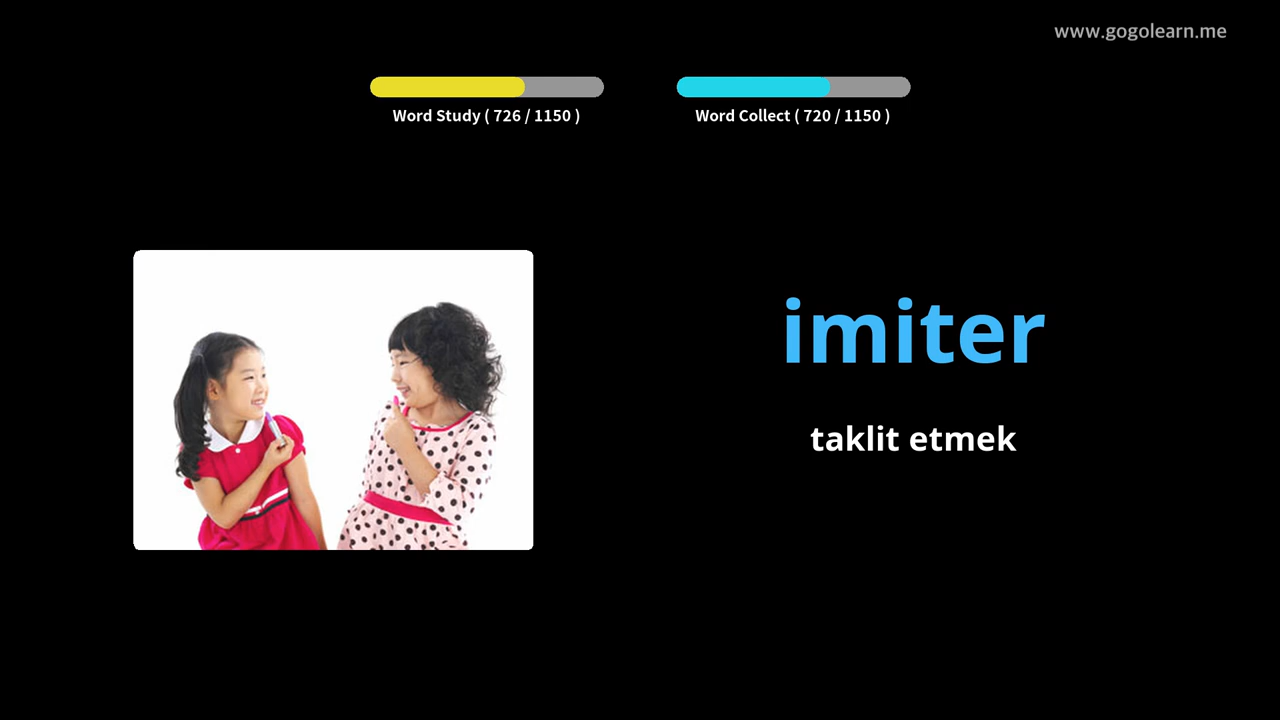 www.gogolearn.me
Word Study ( 726 / 1150 )
Word Collect ( 720 / 1150 )
imiter
taklit etmek